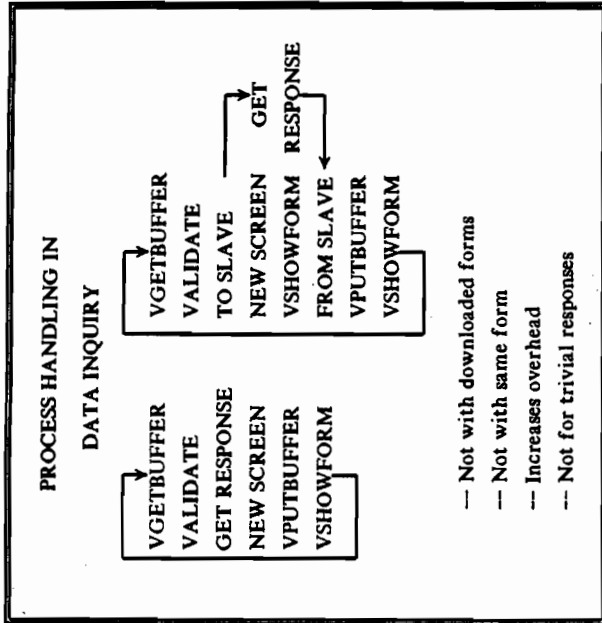 PROCESS HANDLING IN
DATA INQUIRY
VGETBUFFER
VALIDATE
GET RESPONSE
NEW SCREEN
VPUTBUFFER
VSHOWFORM
VGETBUFFER
VALIDATE
TO SLAVE
NEW SCREEN
VSHOWFORM
FROM SLAVE
VPUTBUFFER
VSHOWFORM
GET
RESPONSE
-- Not with downloaded forms
-- Not with same form
-- Increases overhead
-- Not for trivial responses